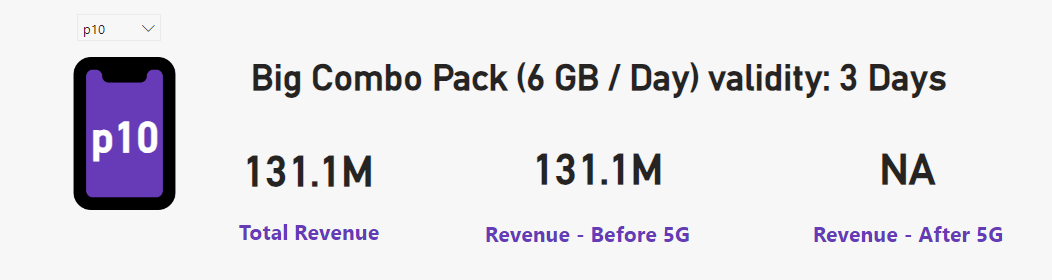 p10
Big Combo Pack (6 GB / Day) validity: 3 Days
p10
131.1M
131.1M
NA
Total Revenue
Revenue - Before 5G
Revenue - After 5G